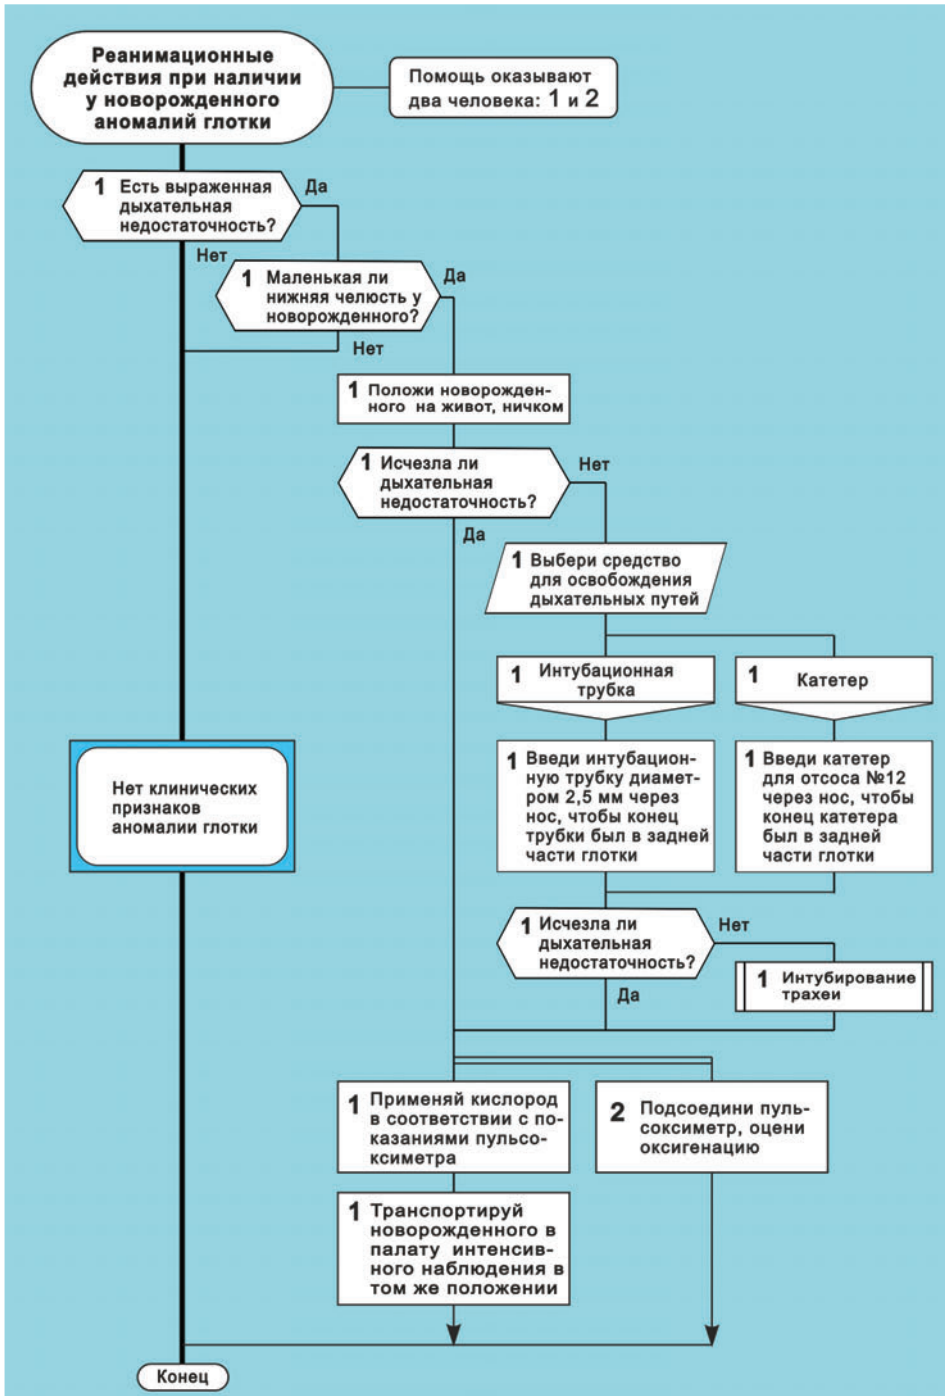 Реанимационные
действия при наличии
у новорожденного
аномалий глотки
Помощь оказывают
два человека: 1 и 2
1 Есть выраженная
дыхательная
недостаточность?
Да
Нет
1 Маленькая ли
нижняя челюсть у
новорожденного?
Да
Нет
1 Положи новорожден-
ного на живот, ничком
1 Исчезла ли
дыхательная
недостаточность?
Нет
Да
1 Выбери средство
для освобождения
дыхательных путей
1 Интубационная
трубка
1 Катетер
1 Введи интубацион-
ную трубку диамет-
ром 2,5 мм через
нос, чтобы конец
трубки был в задней
части глотки
1 Введи катетер
для отсоса №12
через нос, чтобы
конец катетера
был в задней
части глотки
Нет клинических
признаков
аномалии глотки
1 Исчезла ли
дыхательная
недостаточность?
Нет
Да
1 Интубирование
трахеи
1 Применяй кислород
в соответствии с по-
казаниями пульсо-
ксиметра
2 Подсоедини пуль-
соксиметр, оцени
оксигенацию
1 Транспортируй
новорожденного в
палату интенсив-
ного наблюдения в
том же положении
Конец